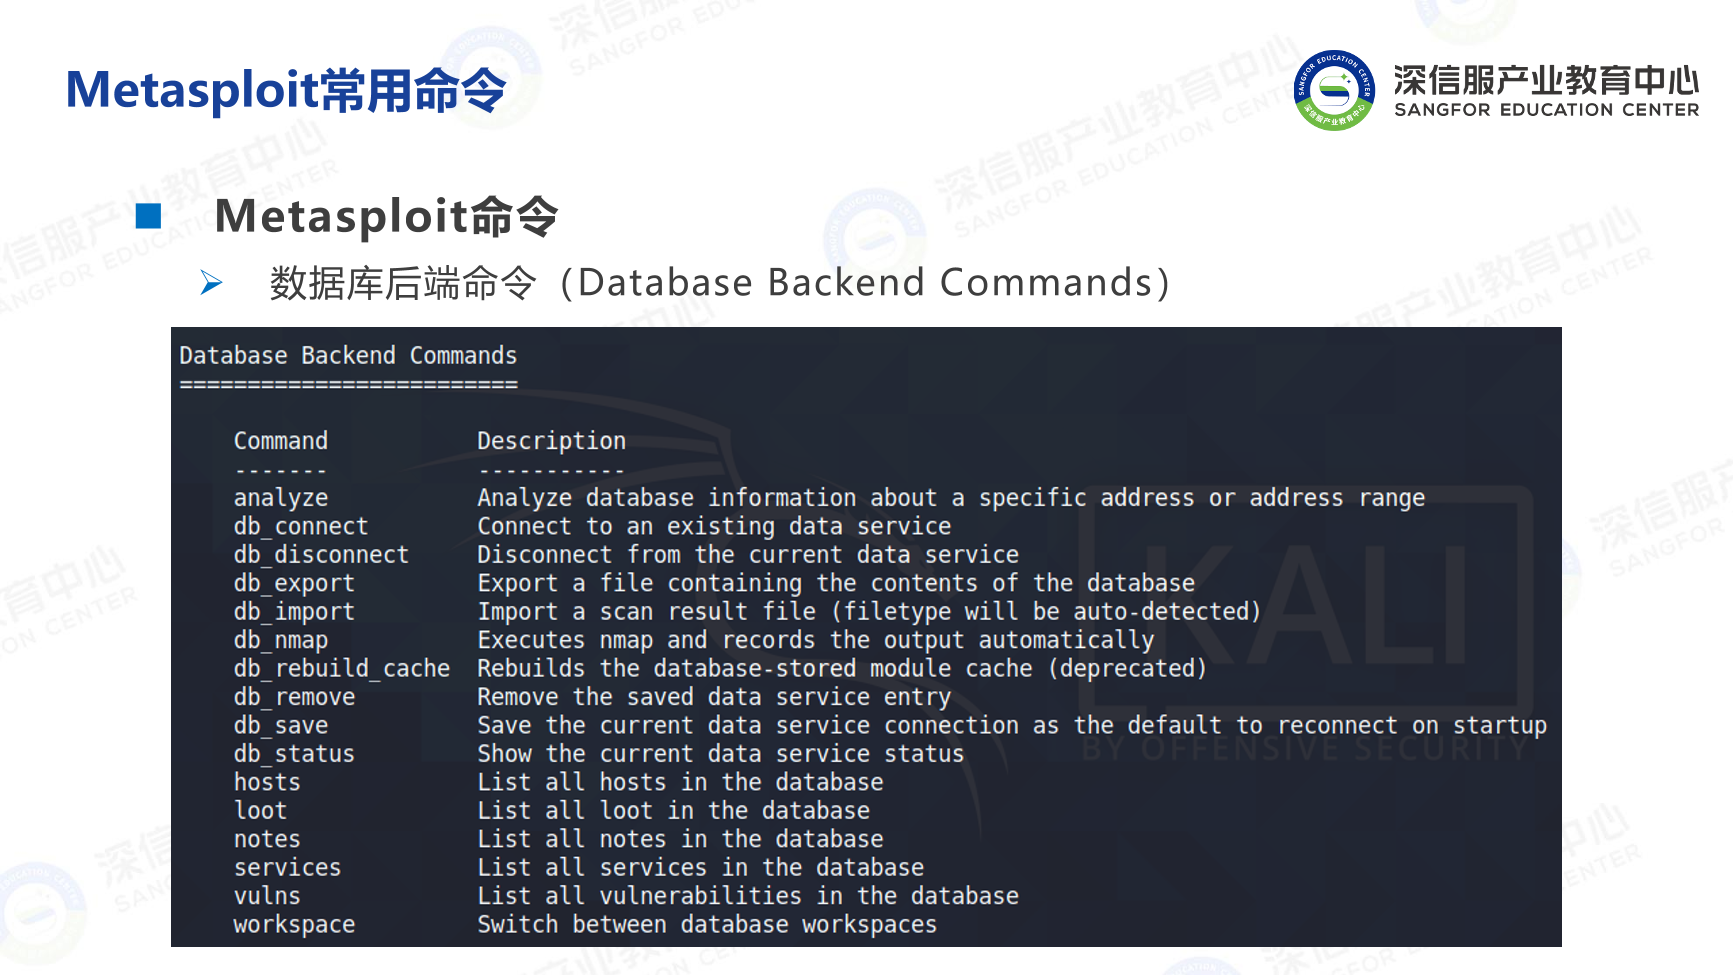 Metasploit常用命令
深信服产业教育中心
SANGFOR EDUCATION CENTER
Metasploit命令
数据库后端命令（Database Backend Commands）
Database Backend Commands
=========================
Command Description
------- -----------
analyze Analyze database information about a specific address or address range
db_connect Connect to an existing data service
db_disconnect Disconnect from the current data service
db_export Export a file containing the contents of the database
db_import Import a scan result file (filetype will be auto-detected)
db_nmap Executes nmap and records the output automatically
db_rebuild_cache Rebuilds the database-stored module cache (deprecated)
db_remove Remove the saved data service entry
db_save Save the current data service connection as the default to reconnect on startup
db_status Show the current data service status
hosts List all hosts in the database
loot List all loot in the database
notes List all notes in the database
services List all services in the database
vulns List all vulnerabilities in the database
workspace Switch between database workspaces
KALI
BY OFFENSIVE SECURITY